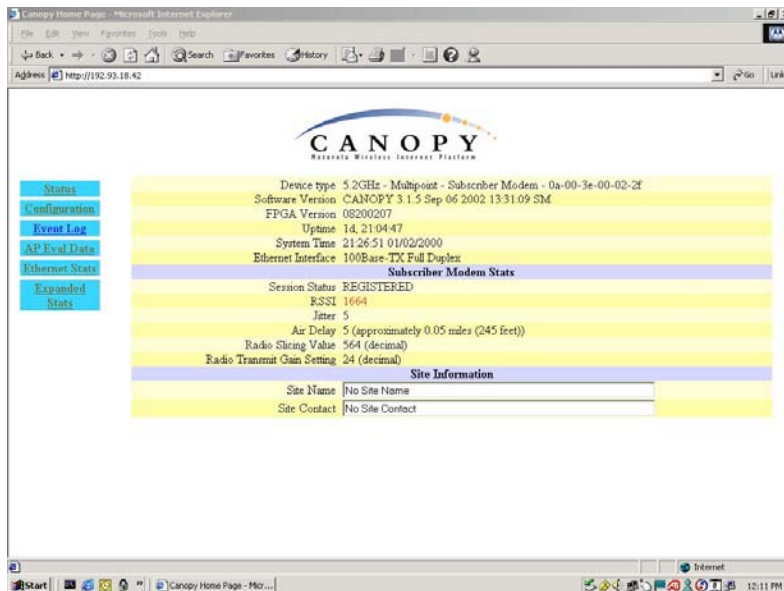 Canopy Home Page - Microsoft Internet Explorer
File Edit View Favorites Tools Help
Back Search Favorites History
Address http://192.93.18.42 Go
CANOPY
Motorola Wireless Internet Platform
Status
Configuration
Event Log
AP Eval Data
Ethernet Stats
Expanded Stats
Device type 5.2GHz - Multipoint - Subscriber Modem - 0a-00-3e-00-02-2f
Software Version CANOPY 3.1.5 Sep 06 2002 13:31:09 SM
FPGA Version 08200207
Uptime 1d, 21:04:47
System Time 21:26:51 01/02/2000
Ethernet Interface 100Base-TX Full Duplex
Subscriber Modem Stats
Session Status REGISTERED
RSSI 1664
Jitter 5
Air Delay 5 (approximately 0.05 miles (245 feet))
Radio Slicing Value 564 (decimal)
Radio Transmit Gain Setting 24 (decimal)
Site Information
Site Name No Site Name
Site Contact No Site Contact
Internet
Start Canopy Home Page - Micr... 12:11 PM